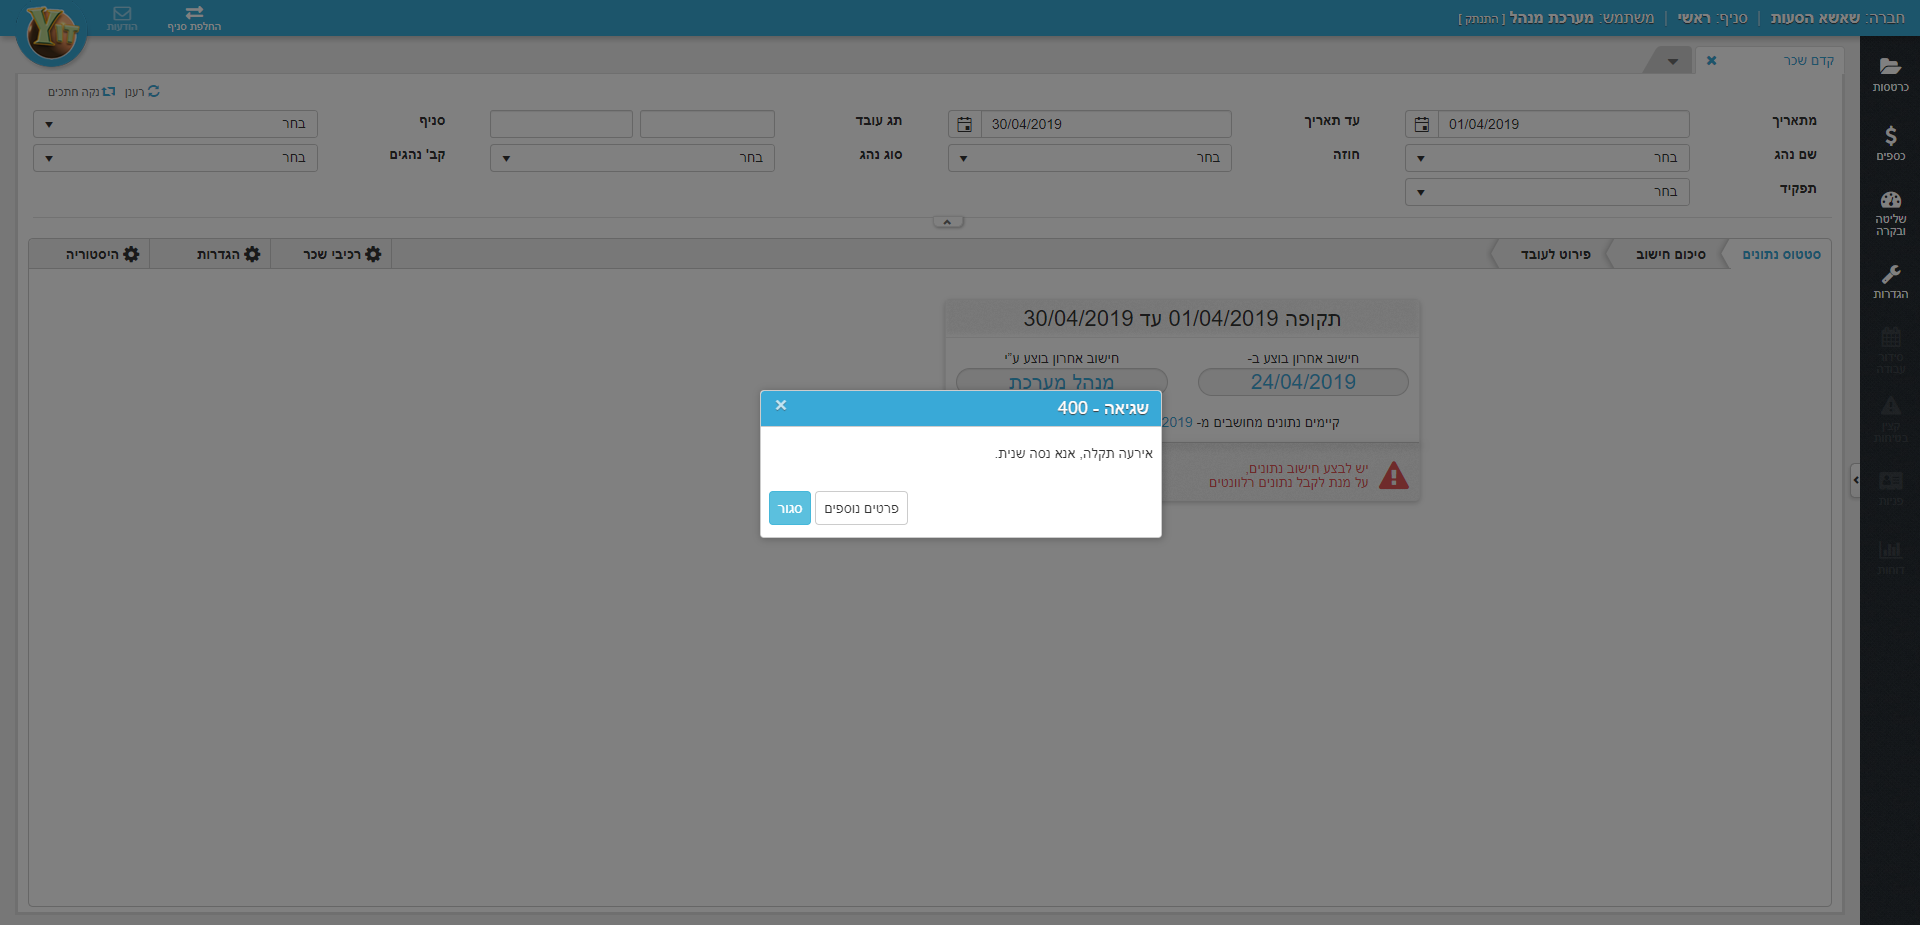 חברה: שאשא הסעות | סניף: ראשי | משתמש: מערכת מנהל [ התנתק ]
החלפת סניף
הודעות
Yit
קדם שכר
רענן
נקה חתכים
מתאריך 01/04/2019 עד תאריך 30/04/2019 תג עובד סניף בחר
שם נהג בחר חוזה בחר סוג נהג בחר קב' נהגים בחר
תפקיד בחר
סטטוס נתונים סיכום חישוב פירוט לעובד רכיבי שכר הגדרות היסטוריה
תקופה 01/04/2019 עד 30/04/2019
חישוב אחרון בוצע ב- חישוב אחרון בוצע ע"י
24/04/2019 מנהל מערכת
שגיאה - 400
קיימים נתונים מחושבים מ- 2019
אירעה תקלה, אנא נסה שנית.
יש לבצע חישוב נתונים,
על מנת לקבל נתונים רלוונטים
פרטים נוספים סגור
כרטסות
כספים
שליטה
ובקרה
הגדרות
סידור
עבודה
קצין
בטיחות
פניות
דוחות